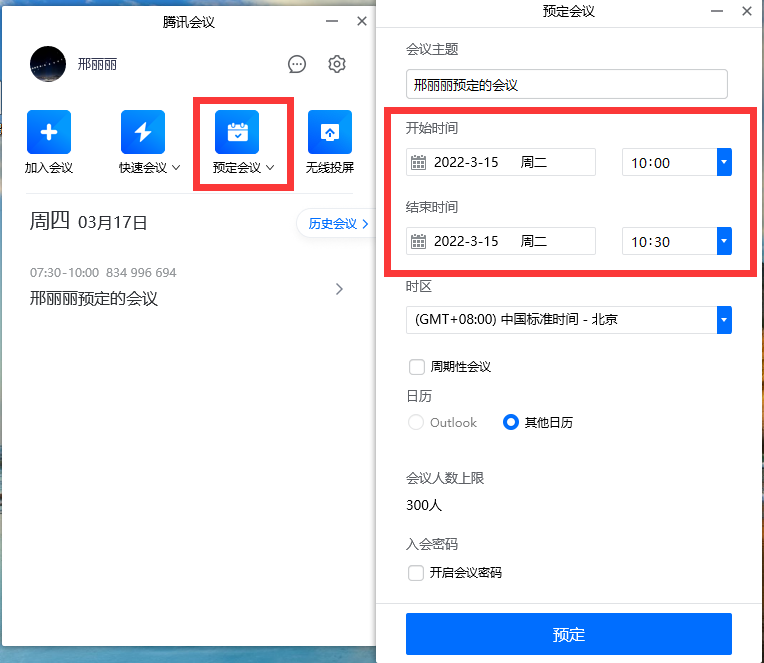 腾讯会议
邢丽丽
加入会议
快速会议
预定会议
无线投屏
周四 03月17日
历史会议
07:30-10:00 834 996 694
邢丽丽预定的会议
预定会议
会议主题
邢丽丽预定的会议
开始时间
2022-3-15 周二 10:00
结束时间
2022-3-15 周二 10:30
时区
(GMT+08:00) 中国标准时间 - 北京
周期性会议
日历
Outlook 其他日历
会议人数上限
300人
入会密码
开启会议密码
预定